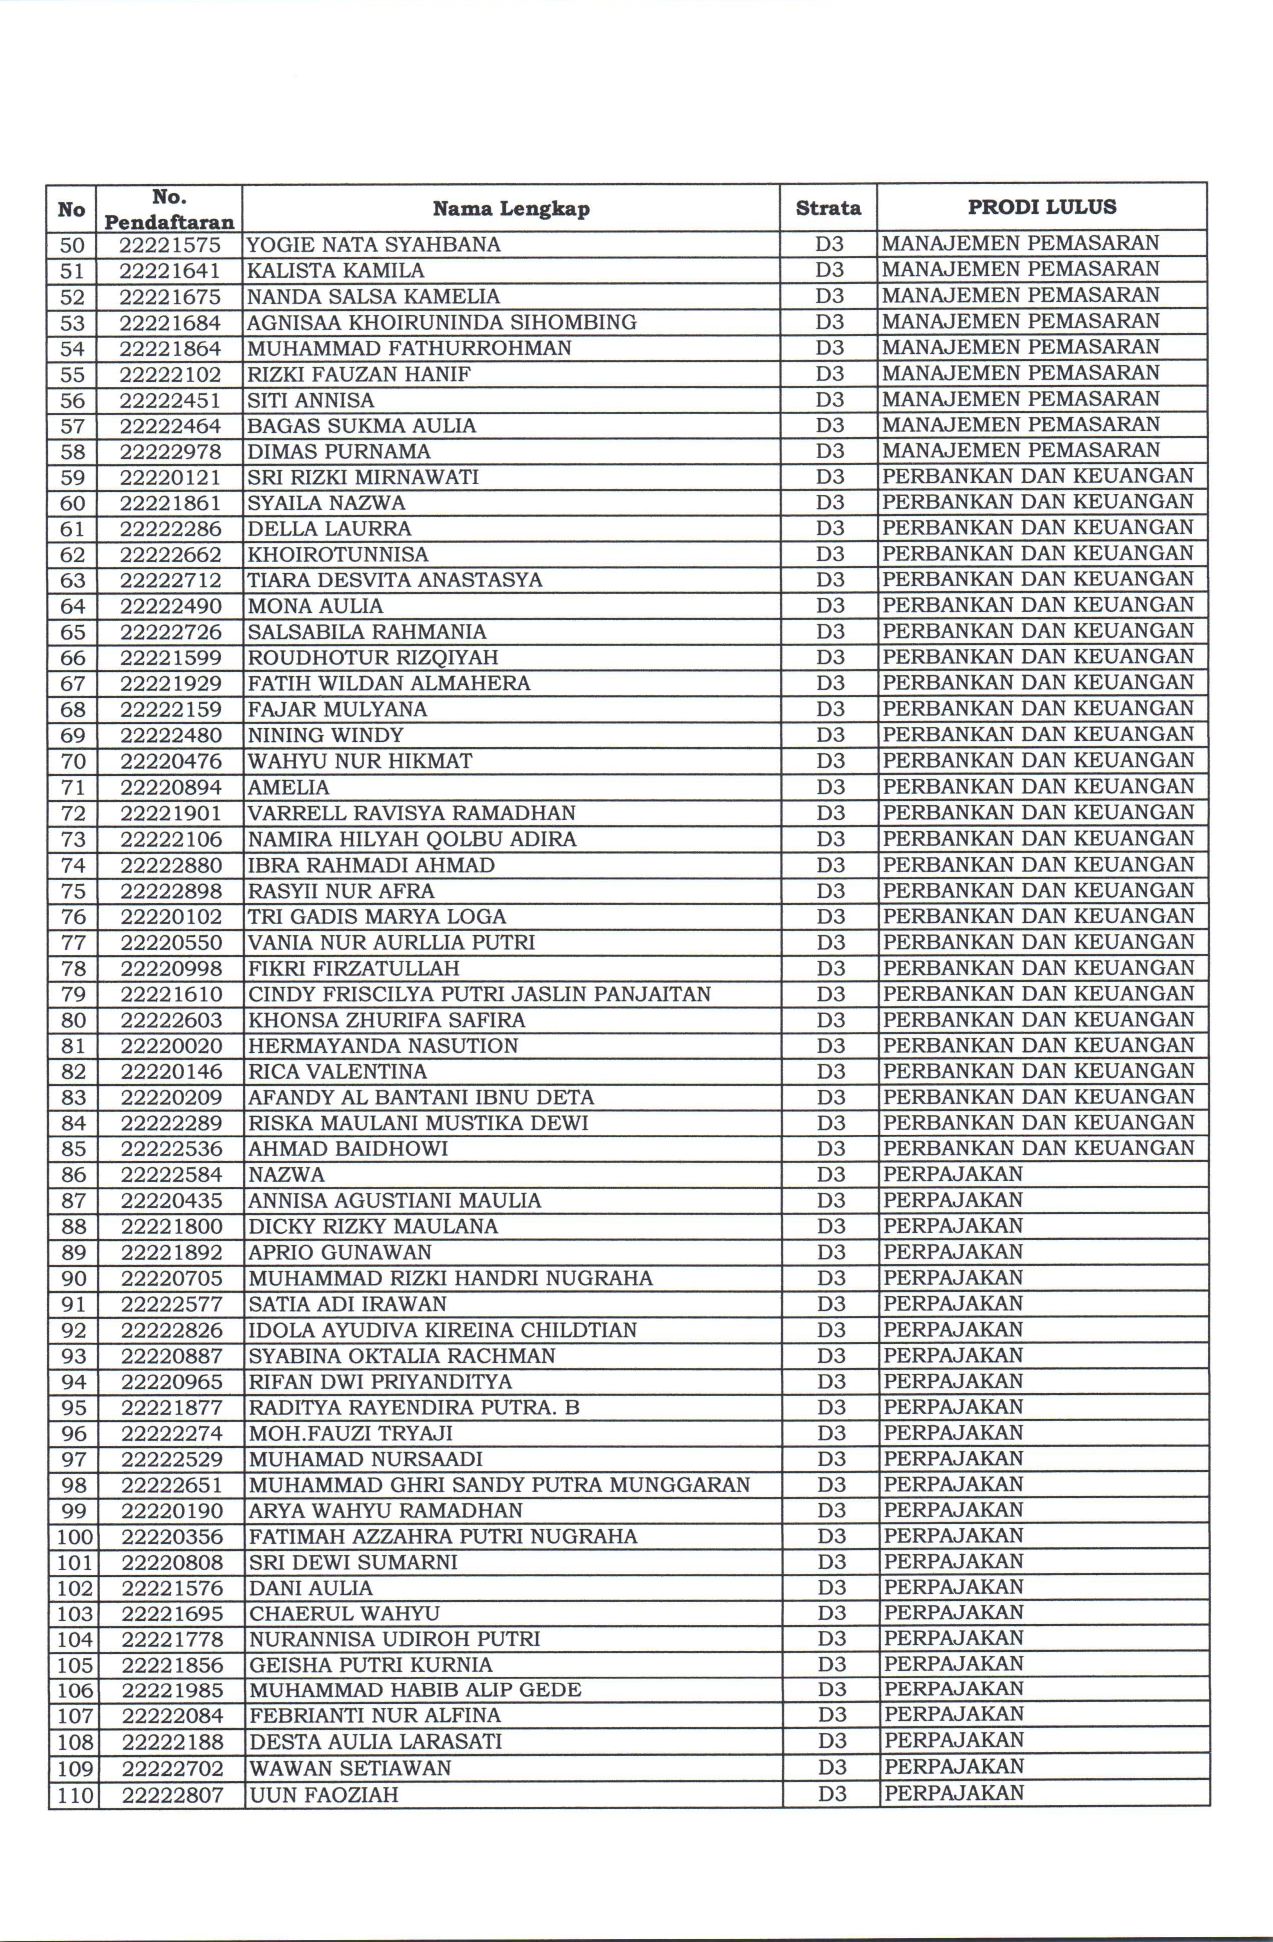 No No. Pendaftaran Nama Lengkap Strata PRODI LULUS
50 22221575 YOGIE NATA SYAHBANA D3 MANAJEMEN PEMASARAN
51 22221641 KALISTA KAMILA D3 MANAJEMEN PEMASARAN
52 22221675 NANDA SALSA KAMELIA D3 MANAJEMEN PEMASARAN
53 22221684 AGNISAA KHOIRUNINDA SIHOMBING D3 MANAJEMEN PEMASARAN
54 22221864 MUHAMMAD FATHURROHMAN D3 MANAJEMEN PEMASARAN
55 22222102 RIZKI FAUZAN HANIF D3 MANAJEMEN PEMASARAN
56 22222451 SITI ANNISA D3 MANAJEMEN PEMASARAN
57 22222464 BAGAS SUKMA AULIA D3 MANAJEMEN PEMASARAN
58 22222978 DIMAS PURNAMA D3 MANAJEMEN PEMASARAN
59 22220121 SRI RIZKI MIRNAWATI D3 PERBANKAN DAN KEUANGAN
60 22221861 SYAILA NAZWA D3 PERBANKAN DAN KEUANGAN
61 22222286 DELLA LAURRA D3 PERBANKAN DAN KEUANGAN
62 22222662 KHOIROTUNNISA D3 PERBANKAN DAN KEUANGAN
63 22222712 TIARA DESVITA ANASTASYA D3 PERBANKAN DAN KEUANGAN
64 22222490 MONA AULIA D3 PERBANKAN DAN KEUANGAN
65 22222726 SALSABILA RAHMANIA D3 PERBANKAN DAN KEUANGAN
66 22221599 ROUDHOTUR RIZQIYAH D3 PERBANKAN DAN KEUANGAN
67 22221929 FATIH WILDAN ALMAHERA D3 PERBANKAN DAN KEUANGAN
68 22222159 FAJAR MULYANA D3 PERBANKAN DAN KEUANGAN
69 22222480 NINING WINDY D3 PERBANKAN DAN KEUANGAN
70 22220476 WAHYU NUR HIKMAT D3 PERBANKAN DAN KEUANGAN
71 22220894 AMELIA D3 PERBANKAN DAN KEUANGAN
72 22221901 VARRELL RAVISYA RAMADHAN D3 PERBANKAN DAN KEUANGAN
73 22222106 NAMIRA HILYAH QOLBU ADIRA D3 PERBANKAN DAN KEUANGAN
74 22222880 IBRA RAHMADI AHMAD D3 PERBANKAN DAN KEUANGAN
75 22222898 RASYII NUR AFRA D3 PERBANKAN DAN KEUANGAN
76 22220102 TRI GADIS MARYA LOGA D3 PERBANKAN DAN KEUANGAN
77 22220550 VANIA NUR AURLLIA PUTRI D3 PERBANKAN DAN KEUANGAN
78 22220998 FIKRI FIRZATULLAH D3 PERBANKAN DAN KEUANGAN
79 22221610 CINDY FRISCILYA PUTRI JASLIN PANJAITAN D3 PERBANKAN DAN KEUANGAN
80 22222603 KHONSA ZHURIFA SAFIRA D3 PERBANKAN DAN KEUANGAN
81 22220020 HERMAYANDA NASUTION D3 PERBANKAN DAN KEUANGAN
82 22220146 RICA VALENTINA D3 PERBANKAN DAN KEUANGAN
83 22220209 AFANDY AL BANTANI IBNU DETA D3 PERBANKAN DAN KEUANGAN
84 22222289 RISKA MAULANI MUSTIKA DEWI D3 PERBANKAN DAN KEUANGAN
85 22222536 AHMAD BAIDHOWI D3 PERBANKAN DAN KEUANGAN
86 22222584 NAZWA D3 PERPAJAKAN
87 22220435 ANNISA AGUSTIANI MAULIA D3 PERPAJAKAN
88 22221800 DICKY RIZKY MAULANA D3 PERPAJAKAN
89 22221892 APRIO GUNAWAN D3 PERPAJAKAN
90 22220705 MUHAMMAD RIZKI HANDRI NUGRAHA D3 PERPAJAKAN
91 22222577 SATIA ADI IRAWAN D3 PERPAJAKAN
92 22222826 IDOLA AYUDIVA KIREINA CHILDTIAN D3 PERPAJAKAN
93 22220887 SYABINA OKTALIA RACHMAN D3 PERPAJAKAN
94 22220965 RIFAN DWI PRIYANDITYA D3 PERPAJAKAN
95 22221877 RADITYA RAYENDIRA PUTRA. B D3 PERPAJAKAN
96 22222274 MOH.FAUZI TRYAJI D3 PERPAJAKAN
97 22222529 MUHAMAD NURSAADI D3 PERPAJAKAN
98 22222651 MUHAMMAD GHRI SANDY PUTRA MUNGGARAN D3 PERPAJAKAN
99 22220190 ARYA WAHYU RAMADHAN D3 PERPAJAKAN
100 22220356 FATIMAH AZZAHRA PUTRI NUGRAHA D3 PERPAJAKAN
101 22220808 SRI DEWI SUMARNI D3 PERPAJAKAN
102 22221576 DANI AULIA D3 PERPAJAKAN
103 22221695 CHAERUL WAHYU D3 PERPAJAKAN
104 22221778 NURANNISA UDIROH PUTRI D3 PERPAJAKAN
105 22221856 GEISHA PUTRI KURNIA D3 PERPAJAKAN
106 22221985 MUHAMMAD HABIB ALIP GEDE D3 PERPAJAKAN
107 22222084 FEBRIANTI NUR ALFINA D3 PERPAJAKAN
108 22222188 DESTA AULIA LARASATI D3 PERPAJAKAN
109 22222702 WAWAN SETIAWAN D3 PERPAJAKAN
110 22222807 UUN FAOZIAH D3 PERPAJAKAN